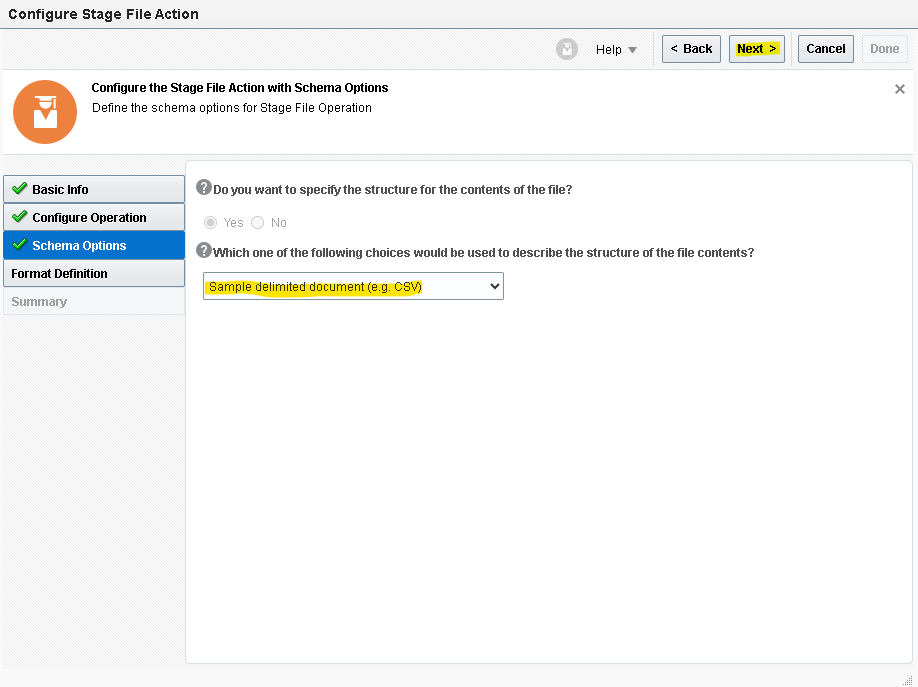 Configure Stage File Action
Help
< Back
Next >
Cancel
Done
Configure the Stage File Action with Schema Options
Define the schema options for Stage File Operation
Basic Info
Configure Operation
Schema Options
Format Definition
Summary
Do you want to specify the structure for the contents of the file?
Yes No
Which one of the following choices would be used to describe the structure of the file contents?
Sample delimited document (e.g. CSV)